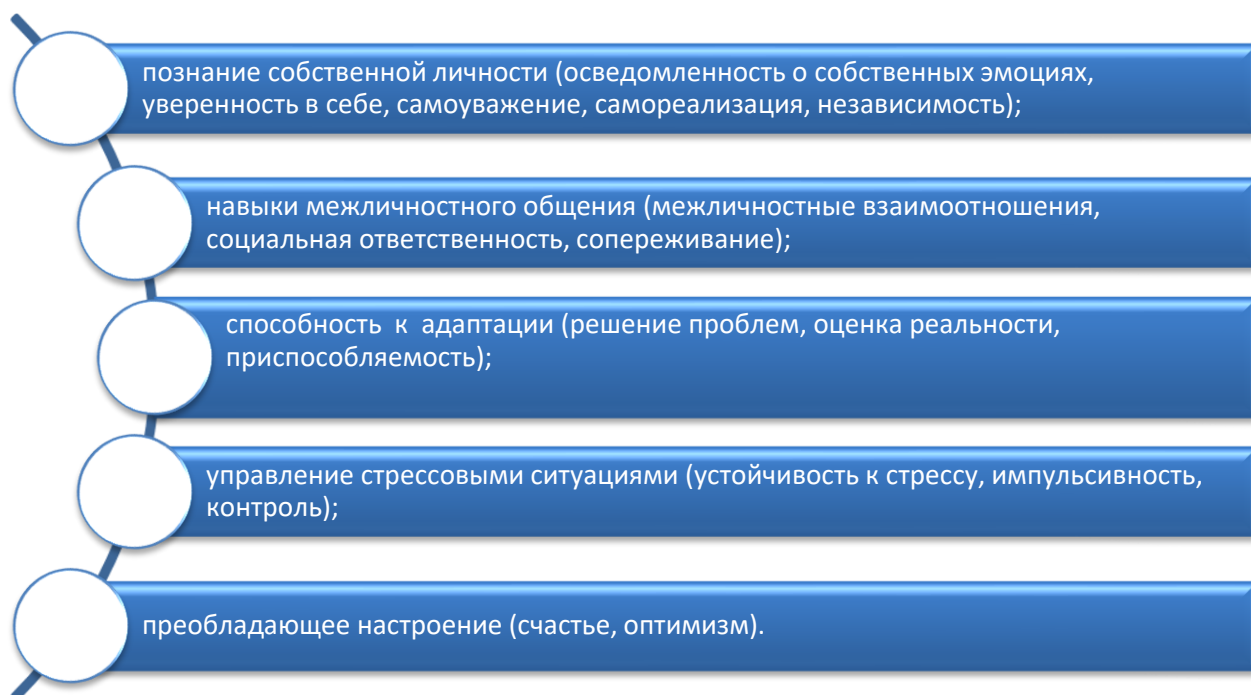 познание собственной личности (осведомленность о собственных эмоциях,
уверенность в себе, самоуважение, самореализация, независимость);
навыки межличностного общения (межличностные взаимоотношения,
социальная ответственность, сопереживание);
способность  к  адаптации (решение проблем, оценка реальности,
приспособляемость);
управление стрессовыми ситуациями (устойчивость к стрессу, импульсивность,
контроль);
преобладающее настроение (счастье, оптимизм).